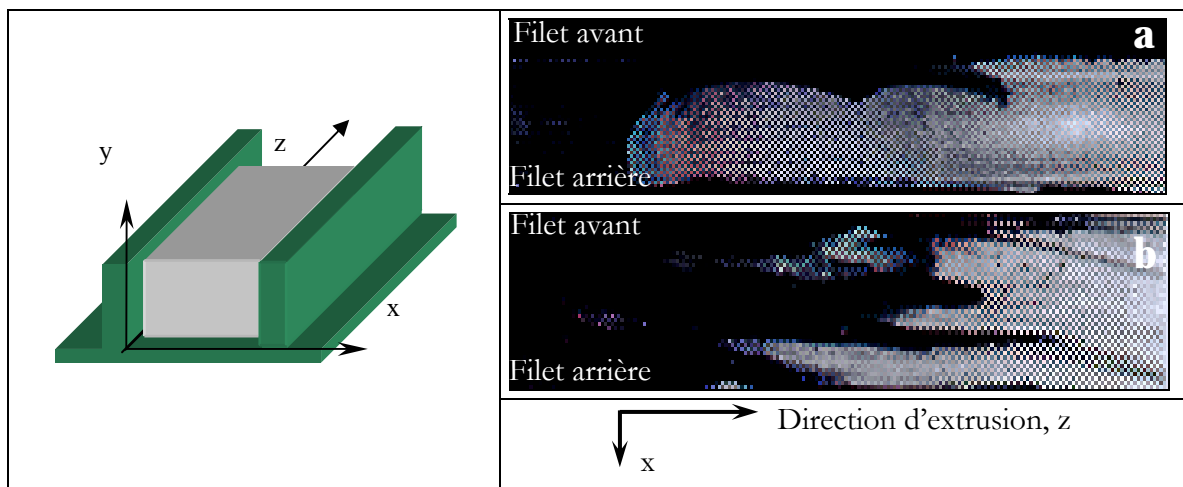 y
z
x
Filet avant
a
Filet arrière
Filet avant
b
Filet arrière
Direction d'extrusion, z
x